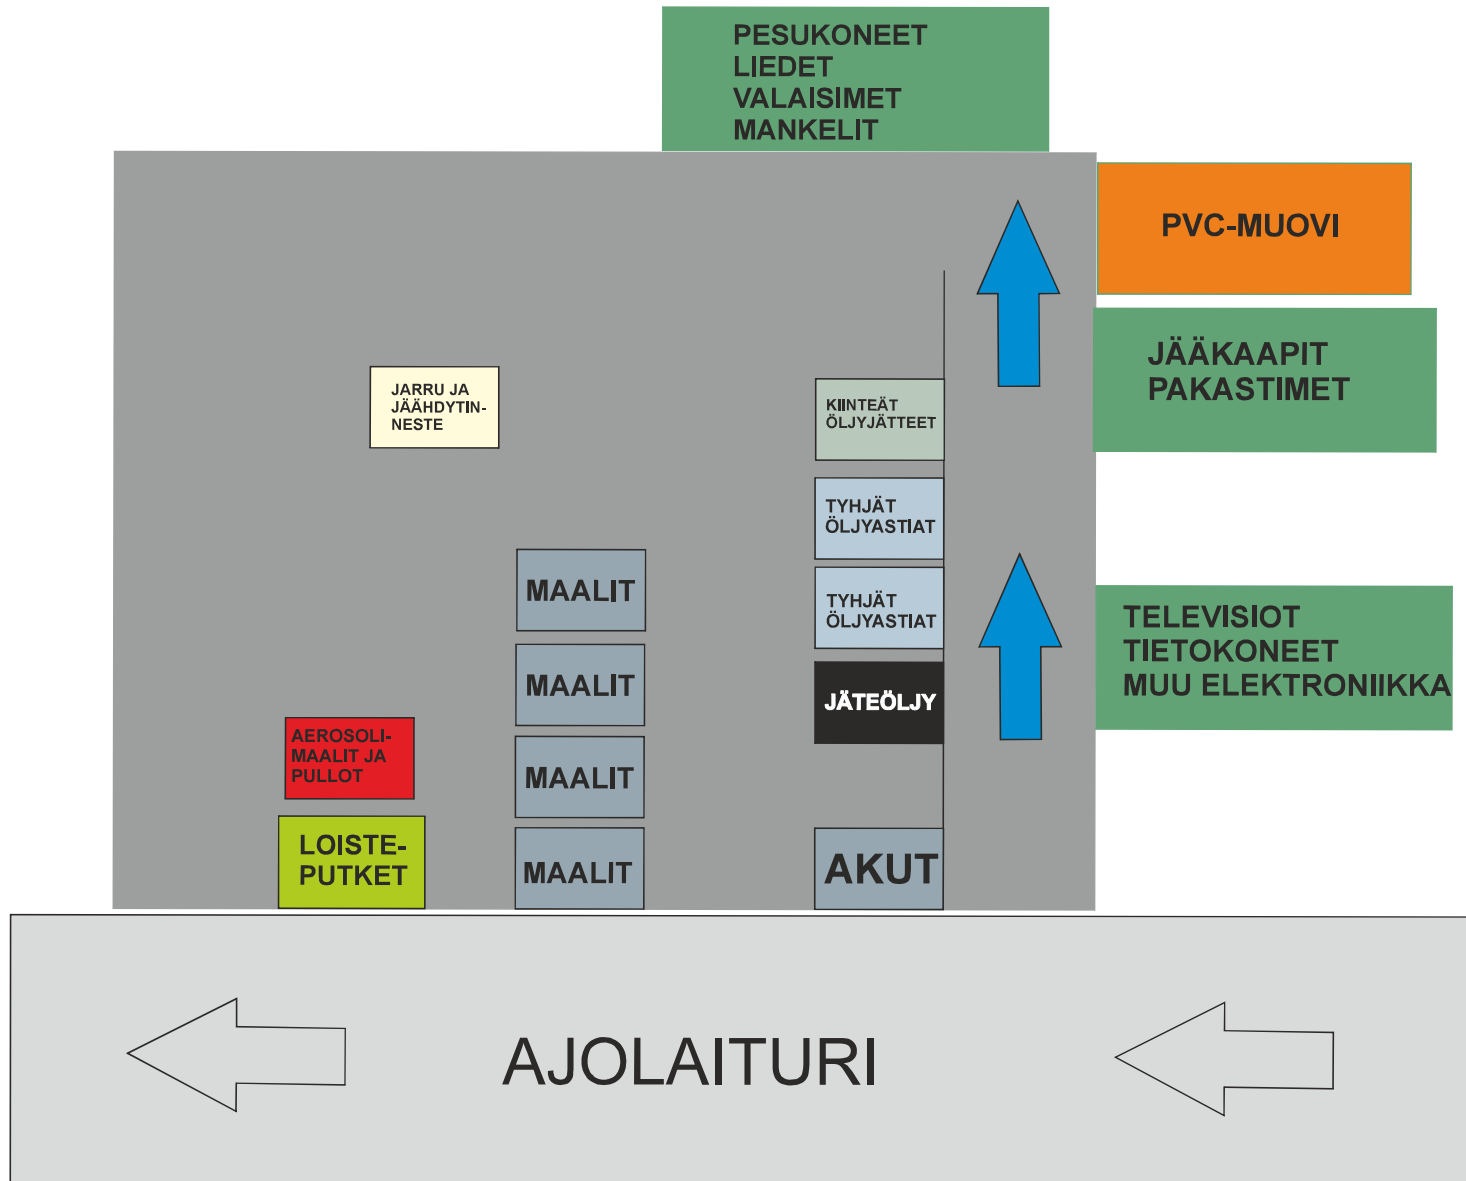 PESUKONEET
LIEDET
VALAISIMET
MANKELIT
PVC-MUOVI
JÄÄKAAPIT
PAKASTIMET
JARRU JA
JÄÄHDYTIN-
NESTE
KIINTEÄT
ÖLJYJÄTTEET
TYHJÄT
ÖLJYASTIAT
MAALIT
TYHJÄT
ÖLJYASTIAT
TELEVISIOT
TIETOKONEET
MUU ELEKTRONIIKKA
MAALIT
JÄTEÖLJY
AEROSOLI-
MAALIT JA
PULLOT
MAALIT
LOISTE-
PUTKET
MAALIT
AKUT
AJOLAITURI